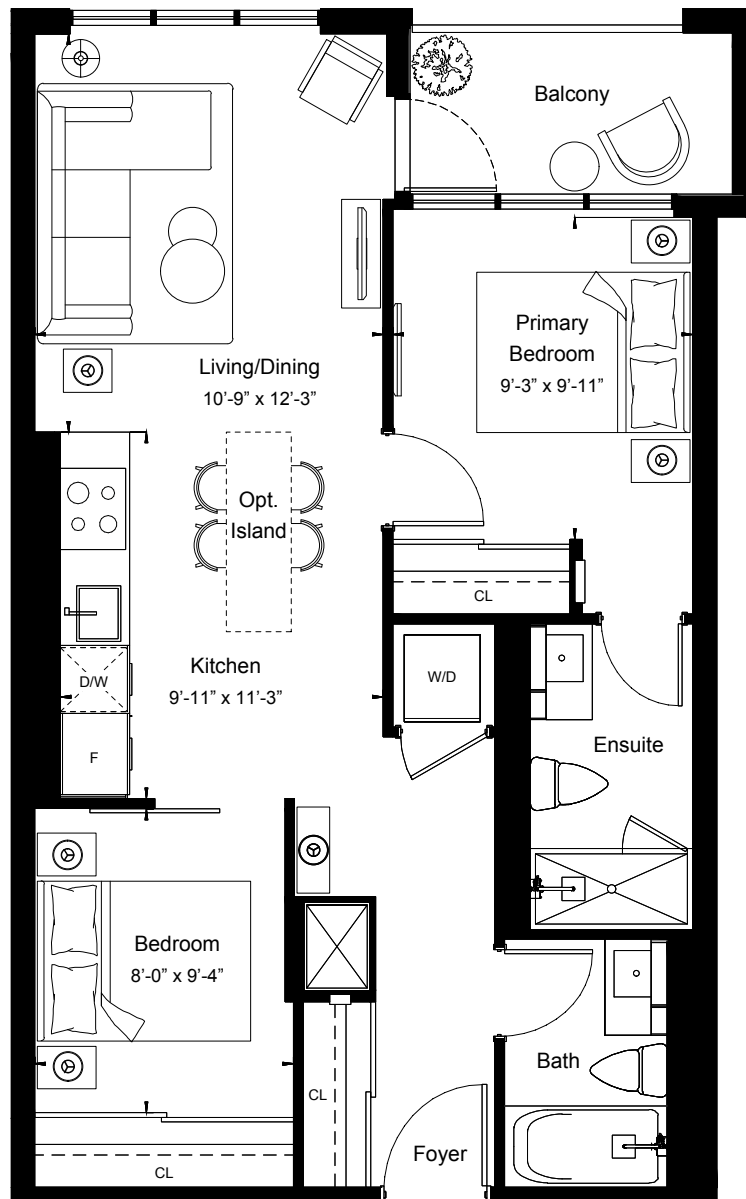 Balcony
Primary
Bedroom
9’-3” x 9’-11”
Living/Dining
10’-9” x 12’-3”
Opt.
Island
CL
Kitchen
9’-11” x 11’-3”
D/W
F
W/D
Ensuite
Bedroom
8’-0” x 9’-4”
Bath
CL
Foyer
CL